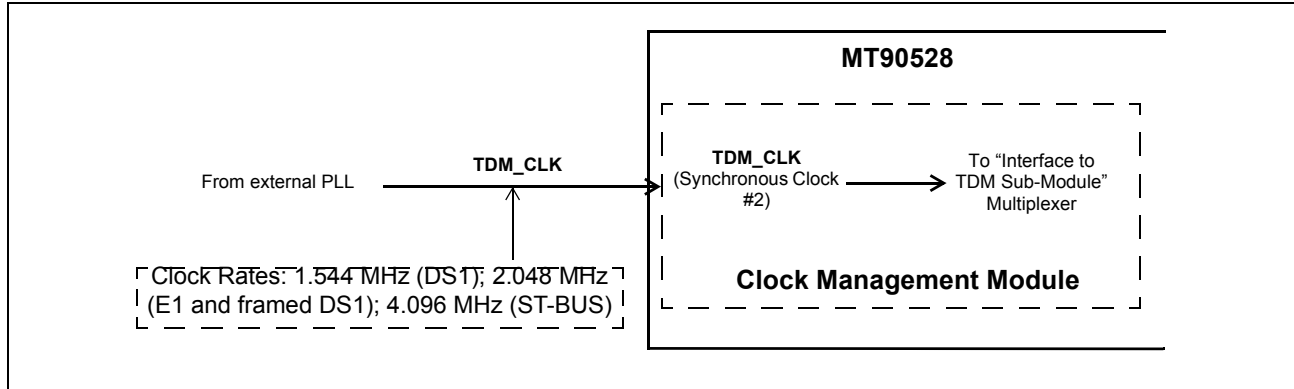 MT90528
From external PLL
TDM_CLK
TDM_CLK
(Synchronous Clock
#2)
To “Interface to
TDM Sub-Module”
Multiplexer
Clock Rates: 1.544 MHz (DS1); 2.048 MHz
(E1 and framed DS1); 4.096 MHz (ST-BUS)
Clock Management Module